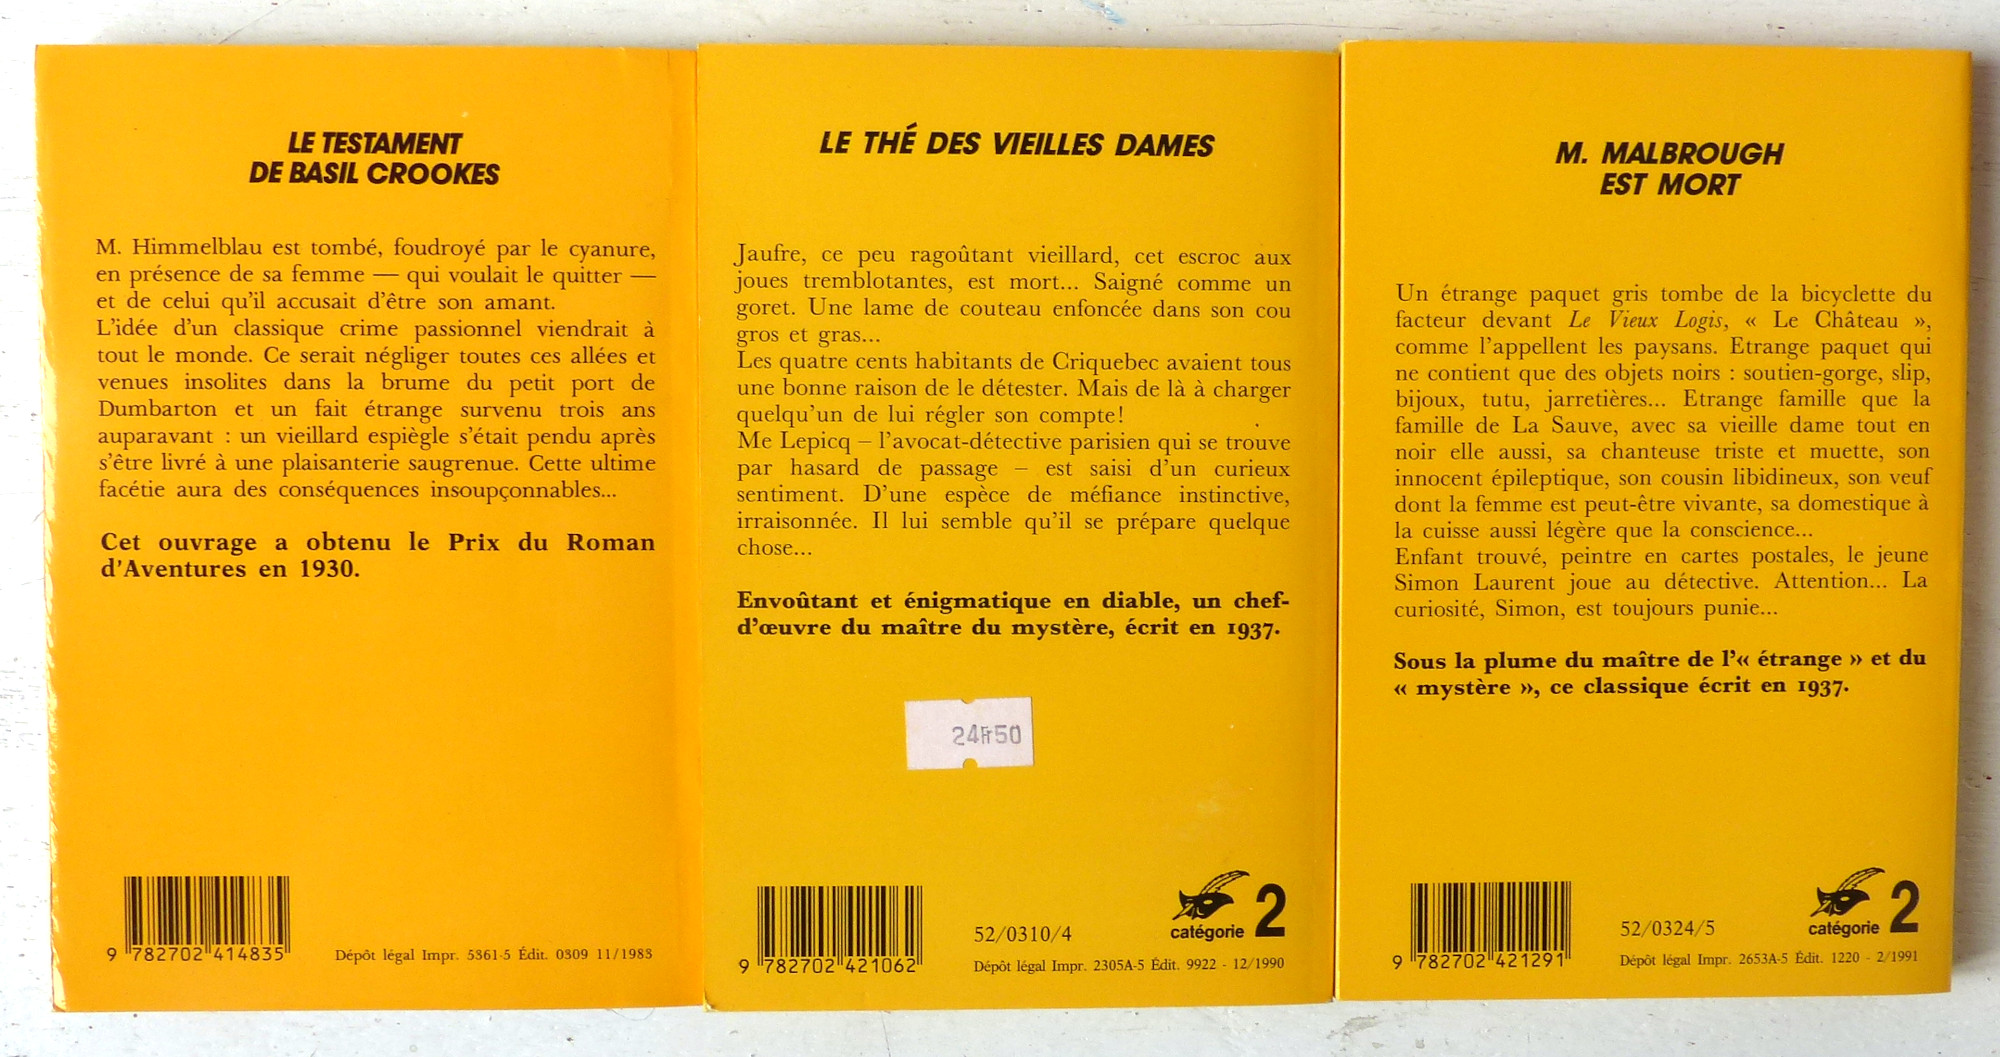 LE TESTAMENT
DE BASIL CROOKES
M. Himmelblau est tombé, foudroyé par le cyanure,
en présence de sa femme — qui voulait le quitter —
et de celui qu'il accusait d'être son amant.
L'idée d'un classique crime passionnel viendrait à
tout le monde. Ce serait négliger toutes ces allées et
venues insolites dans la brume du petit port de
Dumbarton et un fait étrange survenu trois ans
auparavant : un vieillard espiègle s'était pendu après
s'être livré à une plaisanterie saugrenue. Cette ultime
facétie aura des conséquences insoupçonnables...
Cet ouvrage a obtenu le Prix du Roman
d'Aventures en 1930.
9 782702 414835
Dépôt légal Impr. 5361-5 Édit. 0309 11/1983
LE THÉ DES VIEILLES DAMES
Jaufre, ce peu ragoûtant vieillard, cet escroc aux
joues tremblotantes, est mort... Saigné comme un
goret. Une lame de couteau enfoncée dans son cou
gros et gras...
Les quatre cents habitants de Criquebec avaient tous
une bonne raison de le détester. Mais de là à charger
quelqu'un de lui régler son compte!
Me Lepicq – l'avocat-détective parisien qui se trouve
par hasard de passage – est saisi d'un curieux
sentiment. D'une espèce de méfiance instinctive,
irraisonnée. Il lui semble qu'il se prépare quelque
chose...
Envoûtant et énigmatique en diable, un chef-
d'œuvre du maître du mystère, écrit en 1937.
24F50
9 782702 421062
52/0310/4
catégorie 2
Dépôt légal Impr. 2305A-5 Édit. 9922 - 12/1990
M. MALBROUGH
EST MORT
Un étrange paquet gris tombe de la bicyclette du
facteur devant Le Vieux Logis, « Le Château »,
comme l'appellent les paysans. Etrange paquet qui
ne contient que des objets noirs : soutien-gorge, slip,
bijoux, tutu, jarretières... Etrange famille que la
famille de La Sauve, avec sa vieille dame tout en
noir elle aussi, sa chanteuse triste et muette, son
innocent épileptique, son cousin libidineux, son veuf
dont la femme est peut-être vivante, sa domestique à
la cuisse aussi légère que la conscience...
Enfant trouvé, peintre en cartes postales, le jeune
Simon Laurent joue au détective. Attention... La
curiosité, Simon, est toujours punie...
Sous la plume du maître de l'« étrange » et du
« mystère », ce classique écrit en 1937.
9 782702 421291
52/0324/5
catégorie 2
Dépôt légal Impr. 2653A-5 Édit. 1220 - 2/1991